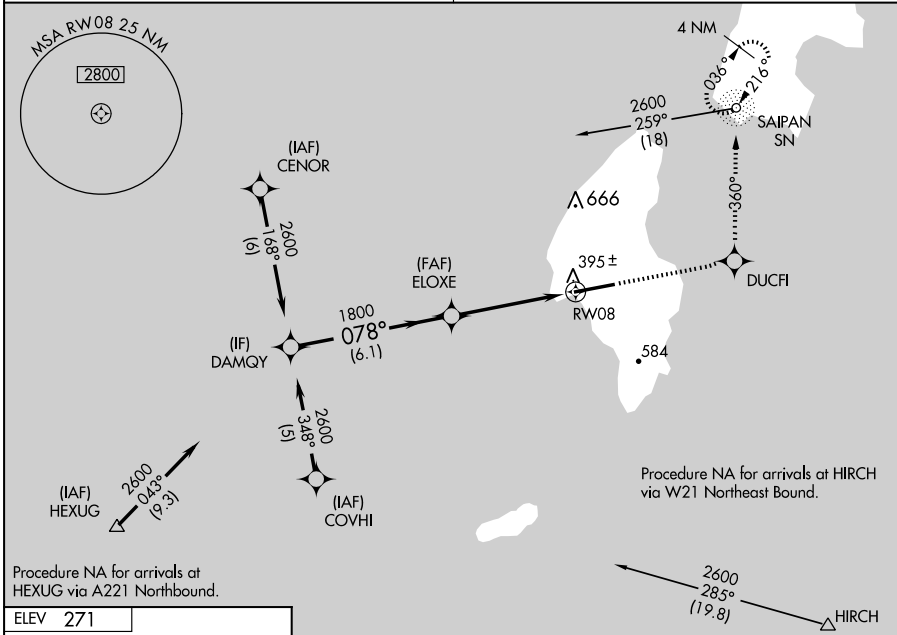 MSA RW08 25 NM
2800
4 NM
036°
216°
SAIPAN
SN
2600
259°
(18)
(IAF)
CENOR
2600
168°
(6)
666
360°
(FAF)
ELOXE
395±
DUCFI
RW08
1800
078°
(6.1)
(IF)
DAMQY
584
2600
348°
(5)
(IAF)
COVHI
2600
043°
(9.3)
(IAF)
HEXUG
Procedure NA for arrivals at HIRCH
via W21 Northeast Bound.
Procedure NA for arrivals at
HEXUG via A221 Northbound.
2600
285°
(19.8)
HIRCH
ELEV 271